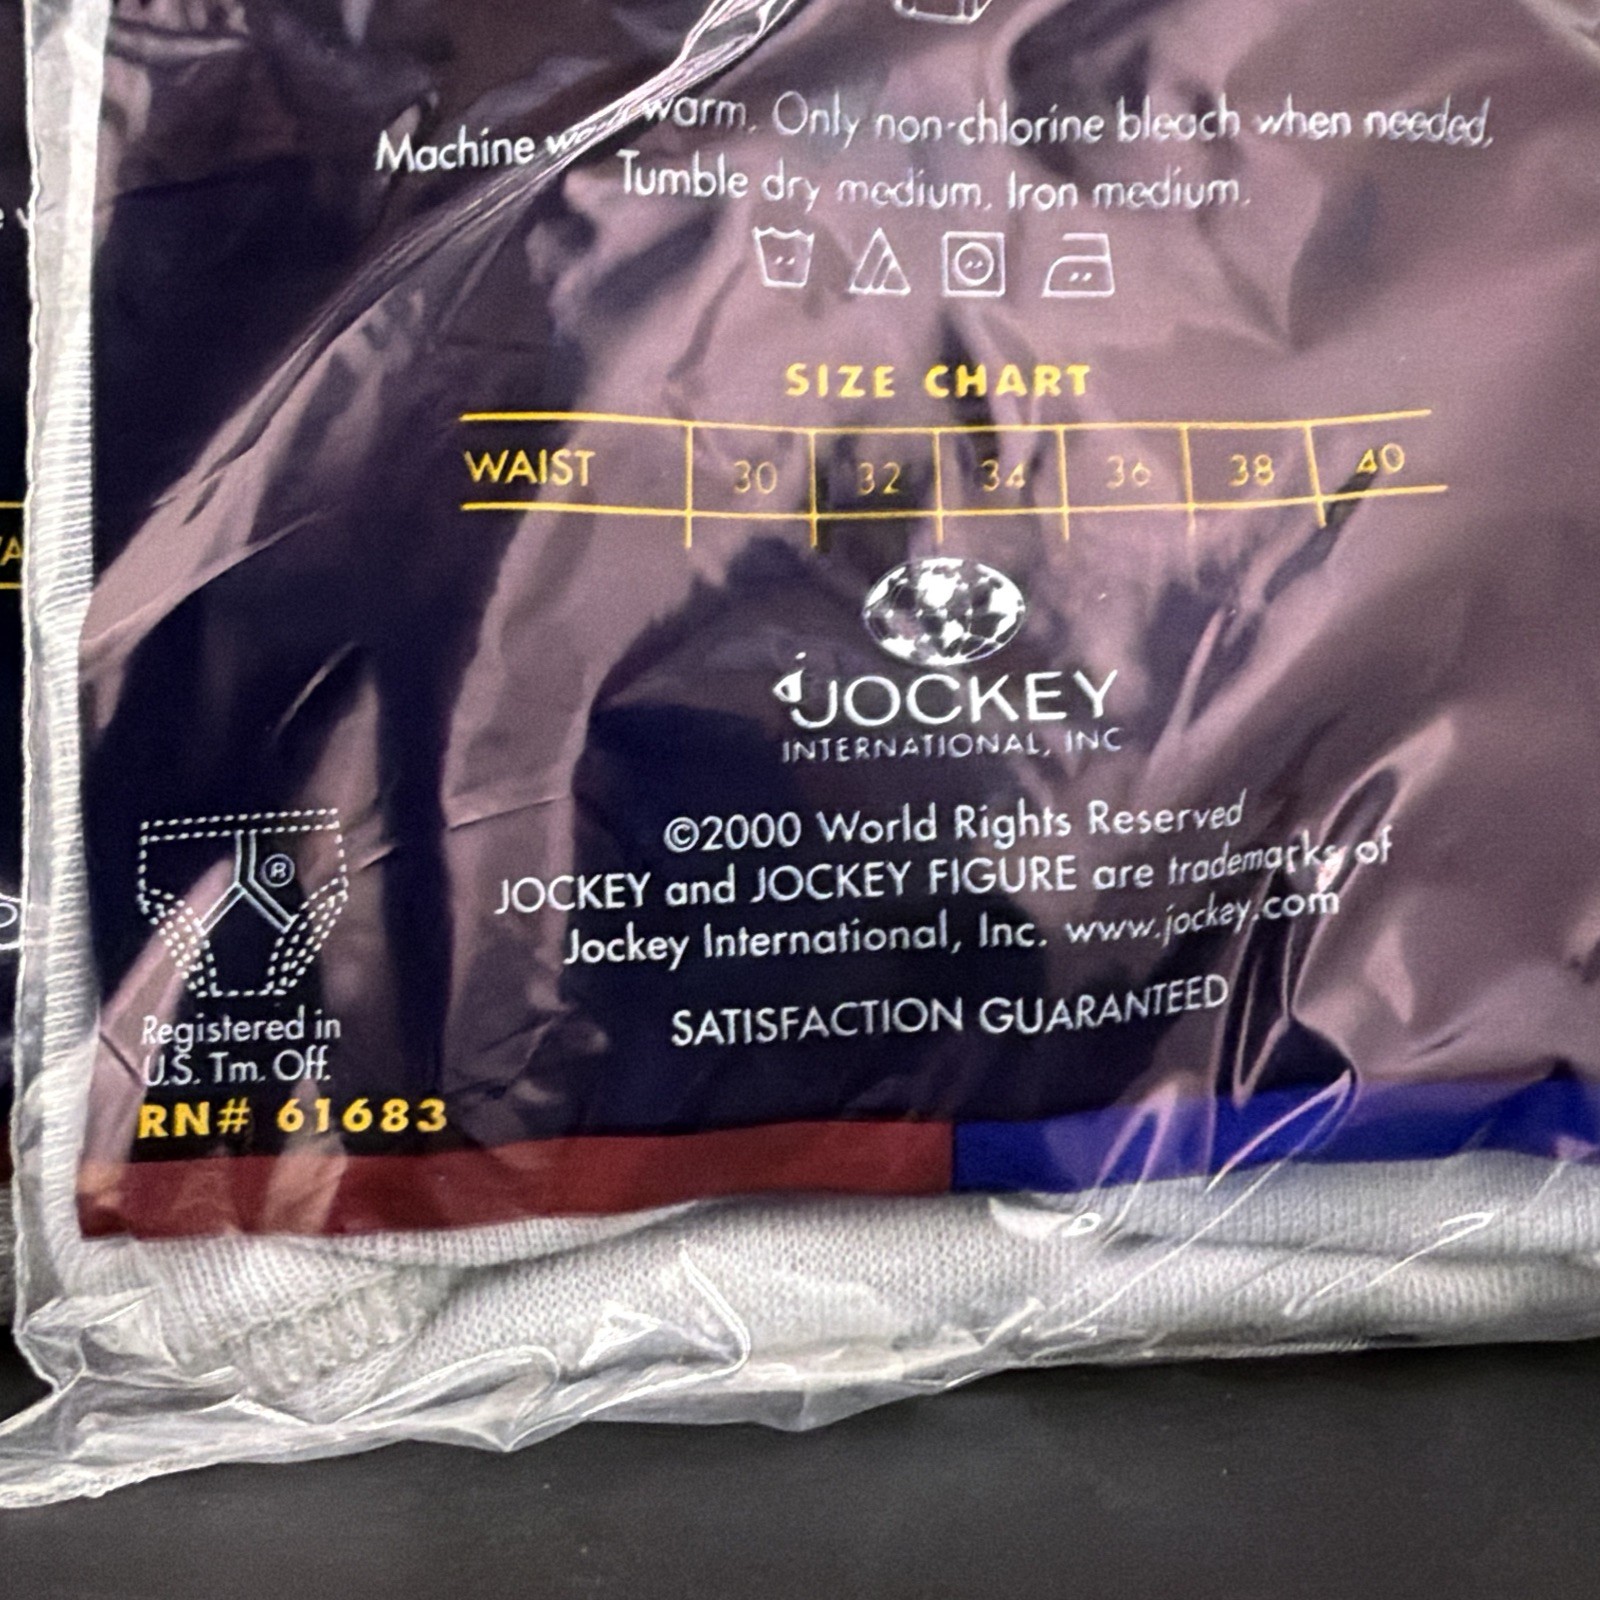 Machine wash warm. Only non-chlorine bleach when needed.
Tumble dry medium. Iron medium.
SIZE CHART
WAIST 30 32 34 36 38 40
JOCKEY
INTERNATIONAL, INC
©2000 World Rights Reserved
JOCKEY and JOCKEY FIGURE are trademarks of
Jockey International, Inc. www.jockey.com
SATISFACTION GUARANTEED
®
Registered in
U.S. Tm. Off.
RN# 61683